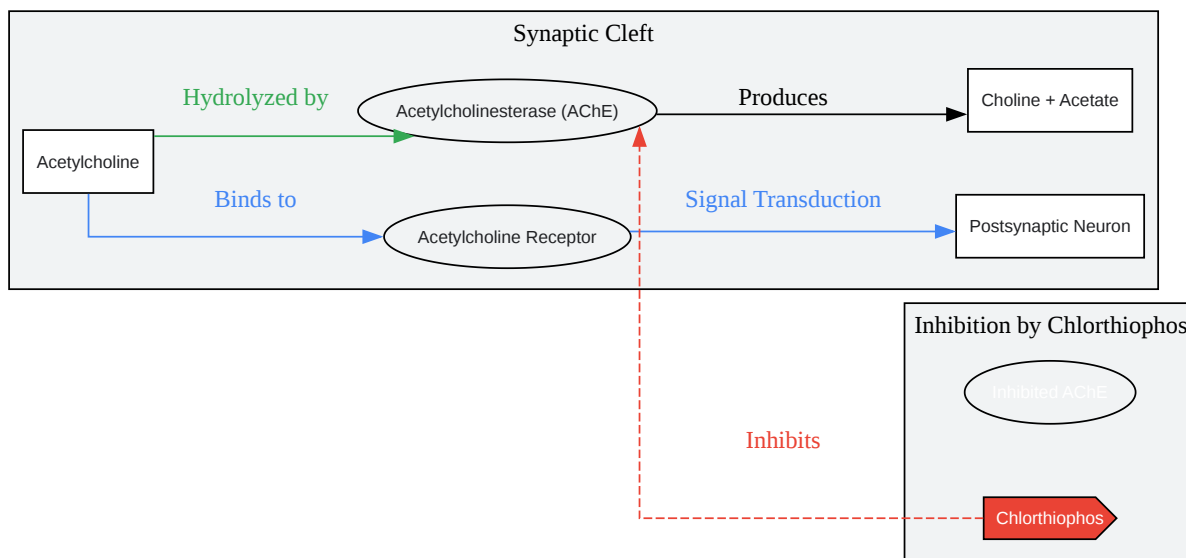 Synaptic Cleft
Hydrolyzed by
Acetylcholinesterase (AChE)
Produces
Choline + Acetate
Acetylcholine
Binds to
Acetylcholine Receptor
Signal Transduction
Postsynaptic Neuron
Inhibition by Chlorthiophos
Inhibited AChE
Inhibits
Chlorthiophos